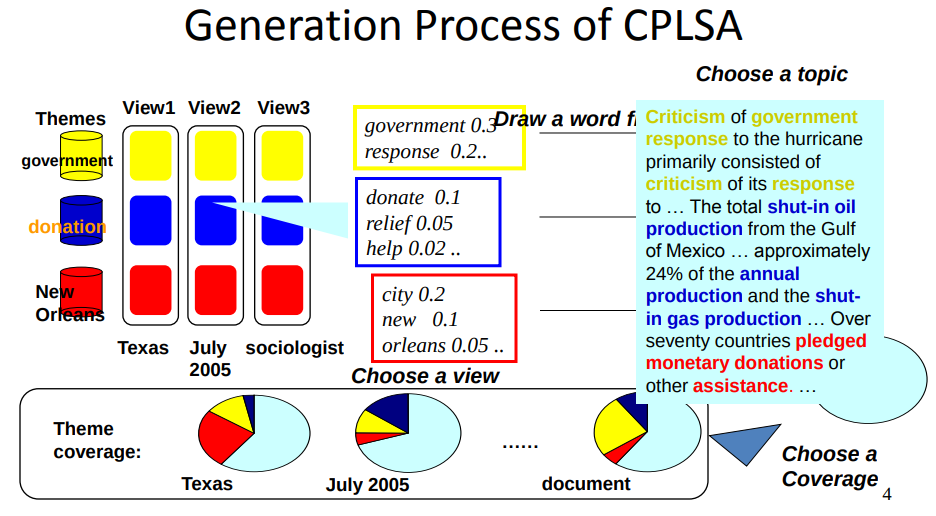 Generation Process of CPLSA
Choose a topic
Themes
View1 View2 View3
government
donation
New
Orleans
Texas
July
2005
sociologist
government 0.3
response 0.2..
donate 0.1
relief 0.05
help 0.02 ..
city 0.2
new 0.1
orleans 0.05 ..
Draw a word
Choose a view
Criticism of government
response to the hurricane
primarily consisted of
criticism of its response
to … The total shut-in oil
production from the Gulf
of Mexico … approximately
24% of the annual
production and the shut-
in gas production … Over
seventy countries pledged
monetary donations or
other assistance. …
Theme
coverage:
Texas
July 2005
......
document
Choose a
Coverage
4